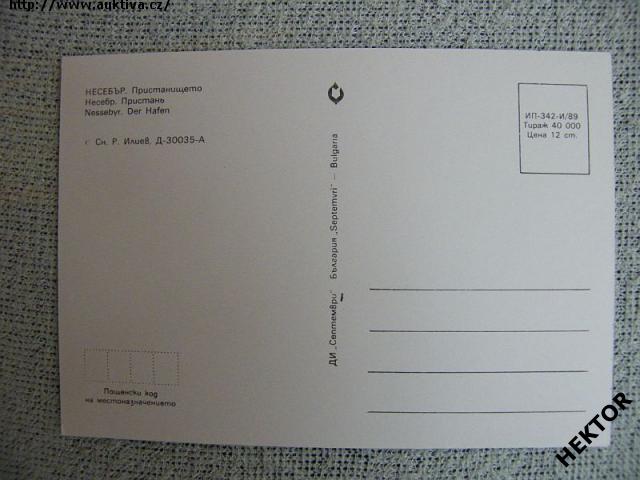 http://www.aukтiva.cz/
НЕСЕБЪР. Пристанището
Несебр. Пристань
Nessebyr. Der Hafen
© Сн. Р. Илиев, Д-30035-А
ДИ „Септември" България „Septemvri" — Bulgaria
ИП-342-И/89
Тираж 40 000
Цена 12 ст.
Пощенски код
на местоназначението
HEKTOR